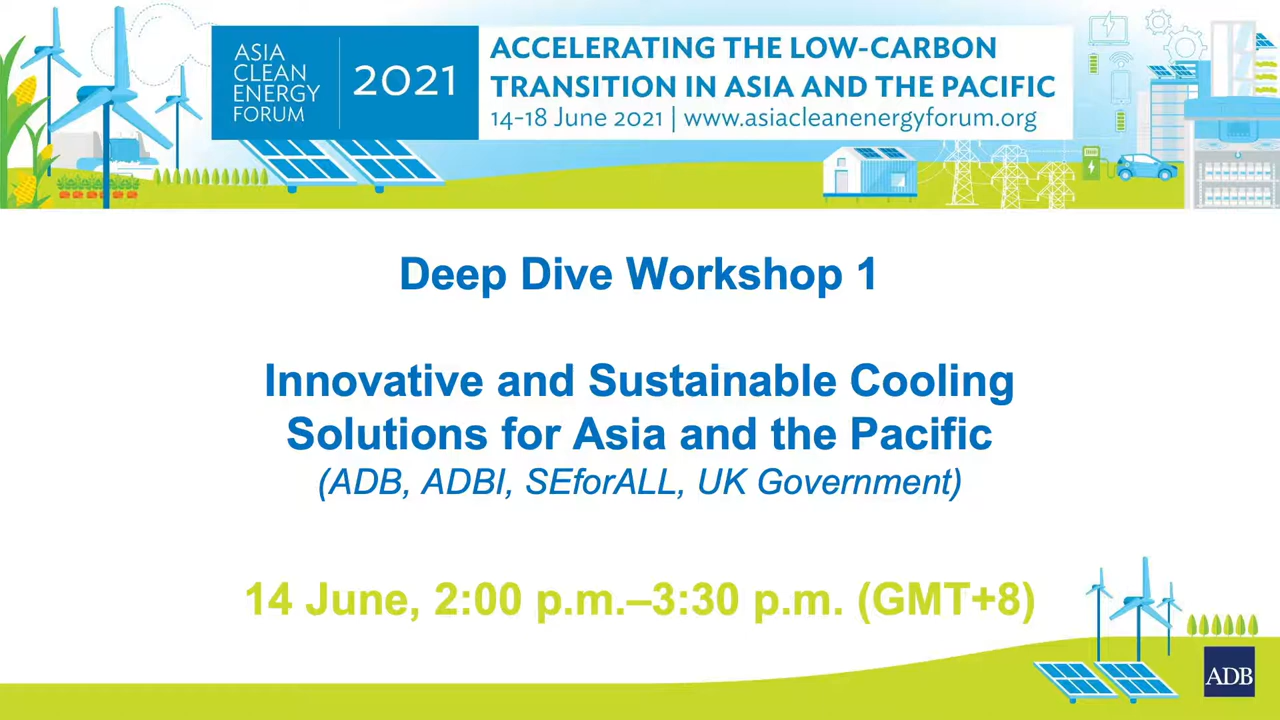 ASIA
CLEAN
ENERGY
FORUM
2021
ACCELERATING THE LOW-CARBON
TRANSITION IN ASIA AND THE PACIFIC
14-18 June 2021 | www.asiacleanenergyforum.org
Deep Dive Workshop 1
Innovative and Sustainable Cooling
Solutions for Asia and the Pacific
(ADB, ADBI, SEforALL, UK Government)
14 June, 2:00 p.m.–3:30 p.m. (GMT+8)
ADB